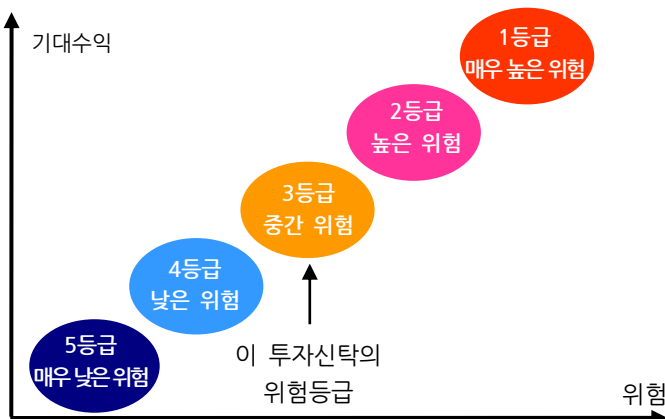 기대수익
1등급
매우 높은 위험
2등급
높은 위험
3등급
중간 위험
4등급
낮은 위험
5등급
매우 낮은 위험
이 투자신탁의
위험등급
위험